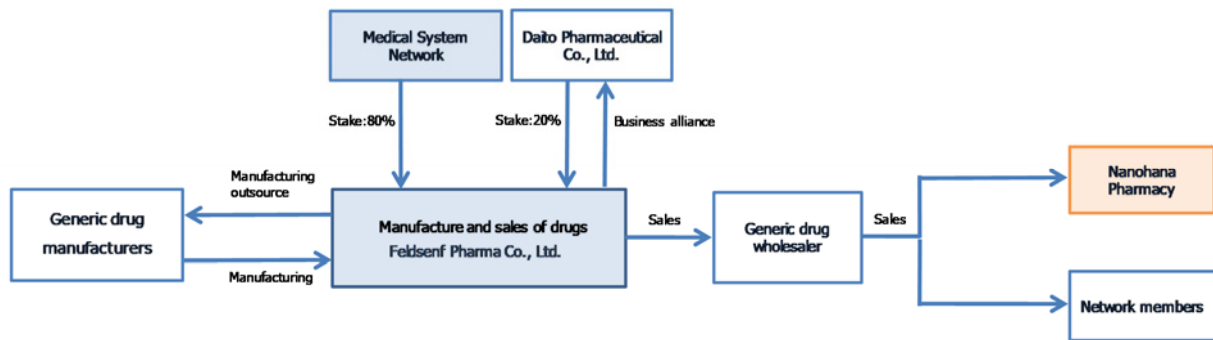 Medical System
Network
Daito Pharmaceutical
Co., Ltd.
Stake:80%
Stake:20%
Business alliance
Manufacturing
outsource
Nanohana
Pharmacy
Generic drug
manufacturers
Manufacture and sales of drugs
Feldsenf Pharma Co., Ltd.
Sales
Generic drug
wholesaler
Sales
Manufacturing
Network members